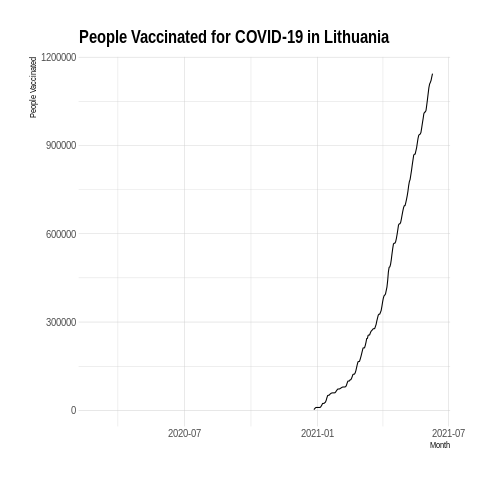 People Vaccinated for COVID-19 in Lithuania
People Vaccinated
1200000
900000
600000
300000
0
2020-07
2021-01
2021-07
Month